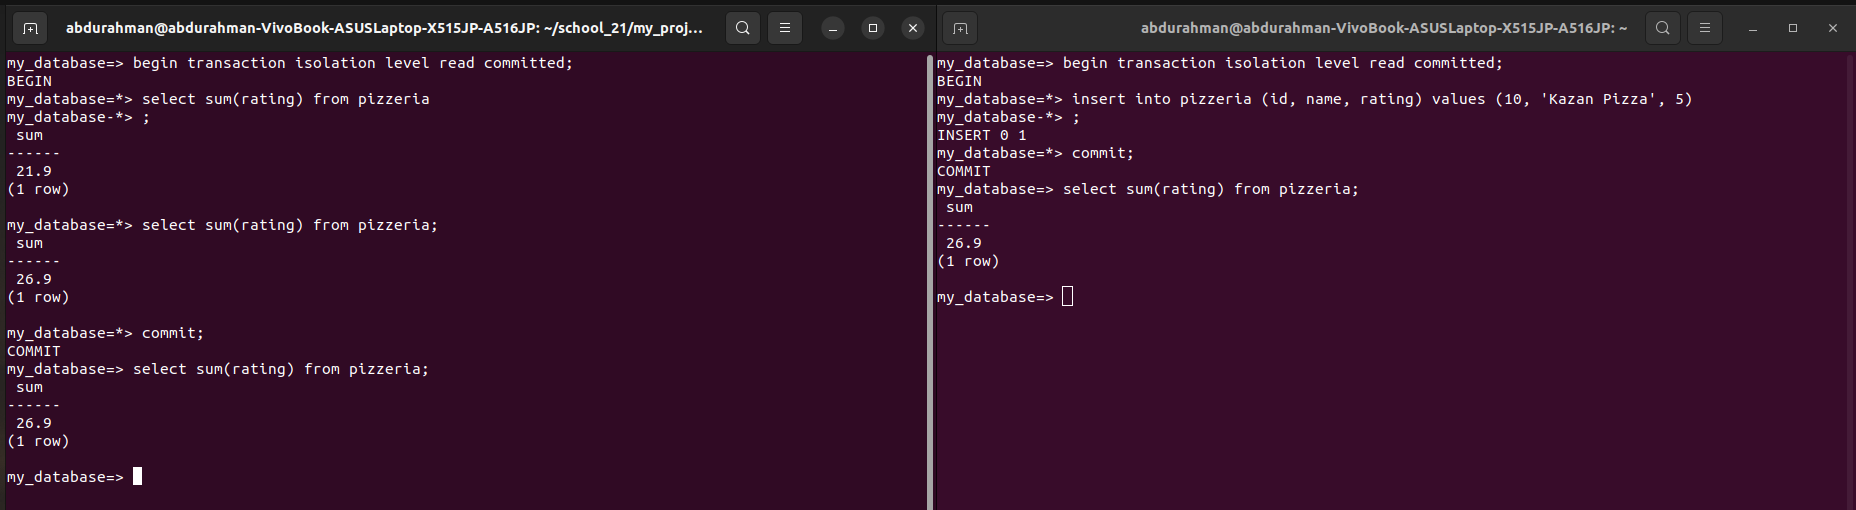 abdurahman@abdurahman-VivoBook-ASUSLaptop-X515JP-A516JP: ~/school_21/my_proj...
my_database=> begin transaction isolation level read committed;
BEGIN
my_database=*> select sum(rating) from pizzeria
my_database-*> ;
 sum
------
 21.9
(1 row)

my_database=*> select sum(rating) from pizzeria;
 sum
------
 26.9
(1 row)

my_database=*> commit;
COMMIT
my_database=> select sum(rating) from pizzeria;
 sum
------
 26.9
(1 row)

my_database=>
abdurahman@abdurahman-VivoBook-ASUSLaptop-X515JP-A516JP: ~
my_database=> begin transaction isolation level read committed;
BEGIN
my_database=*> insert into pizzeria (id, name, rating) values (10, 'Kazan Pizza', 5)
my_database-*> ;
INSERT 0 1
my_database=*> commit;
COMMIT
my_database=> select sum(rating) from pizzeria;
 sum
------
 26.9
(1 row)

my_database=>